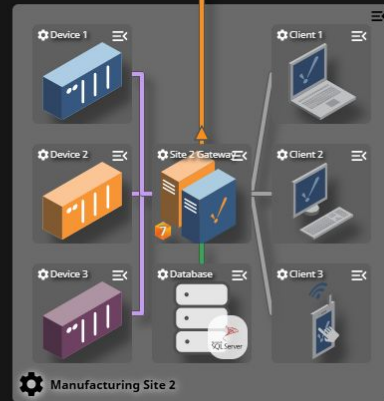 Device 1
Client 1
Device 2
Site 2 Gateway
Client 2
7
Device 3
Database
Client 3
SQL Server
Manufacturing Site 2